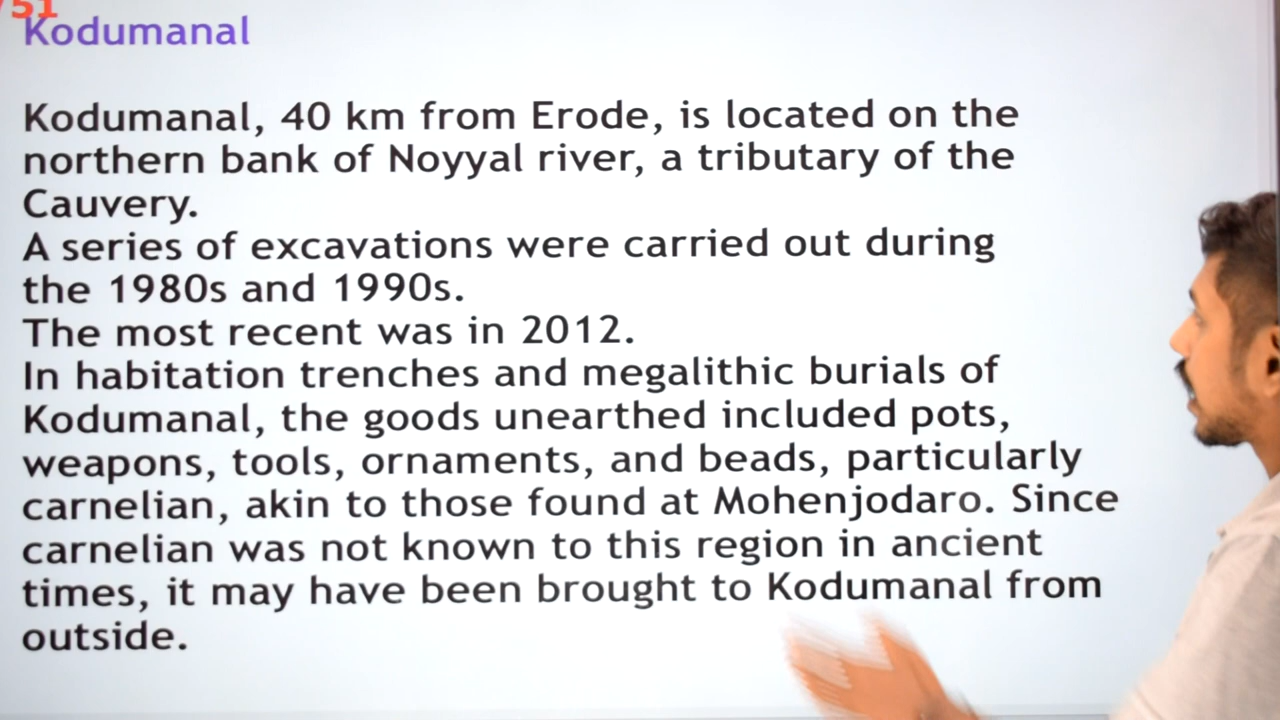 /51
Kodumanal
Kodumanal, 40 km from Erode, is located on the
northern bank of Noyyal river, a tributary of the
Cauvery.
A series of excavations were carried out during
the 1980s and 1990s.
The most recent was in 2012.
In habitation trenches and megalithic burials of
Kodumanal, the goods unearthed included pots,
weapons, tools, ornaments, and beads, particularly
carnelian, akin to those found at Mohenjodaro. Since
carnelian was not known to this region in ancient
times, it may have been brought to Kodumanal from
outside.